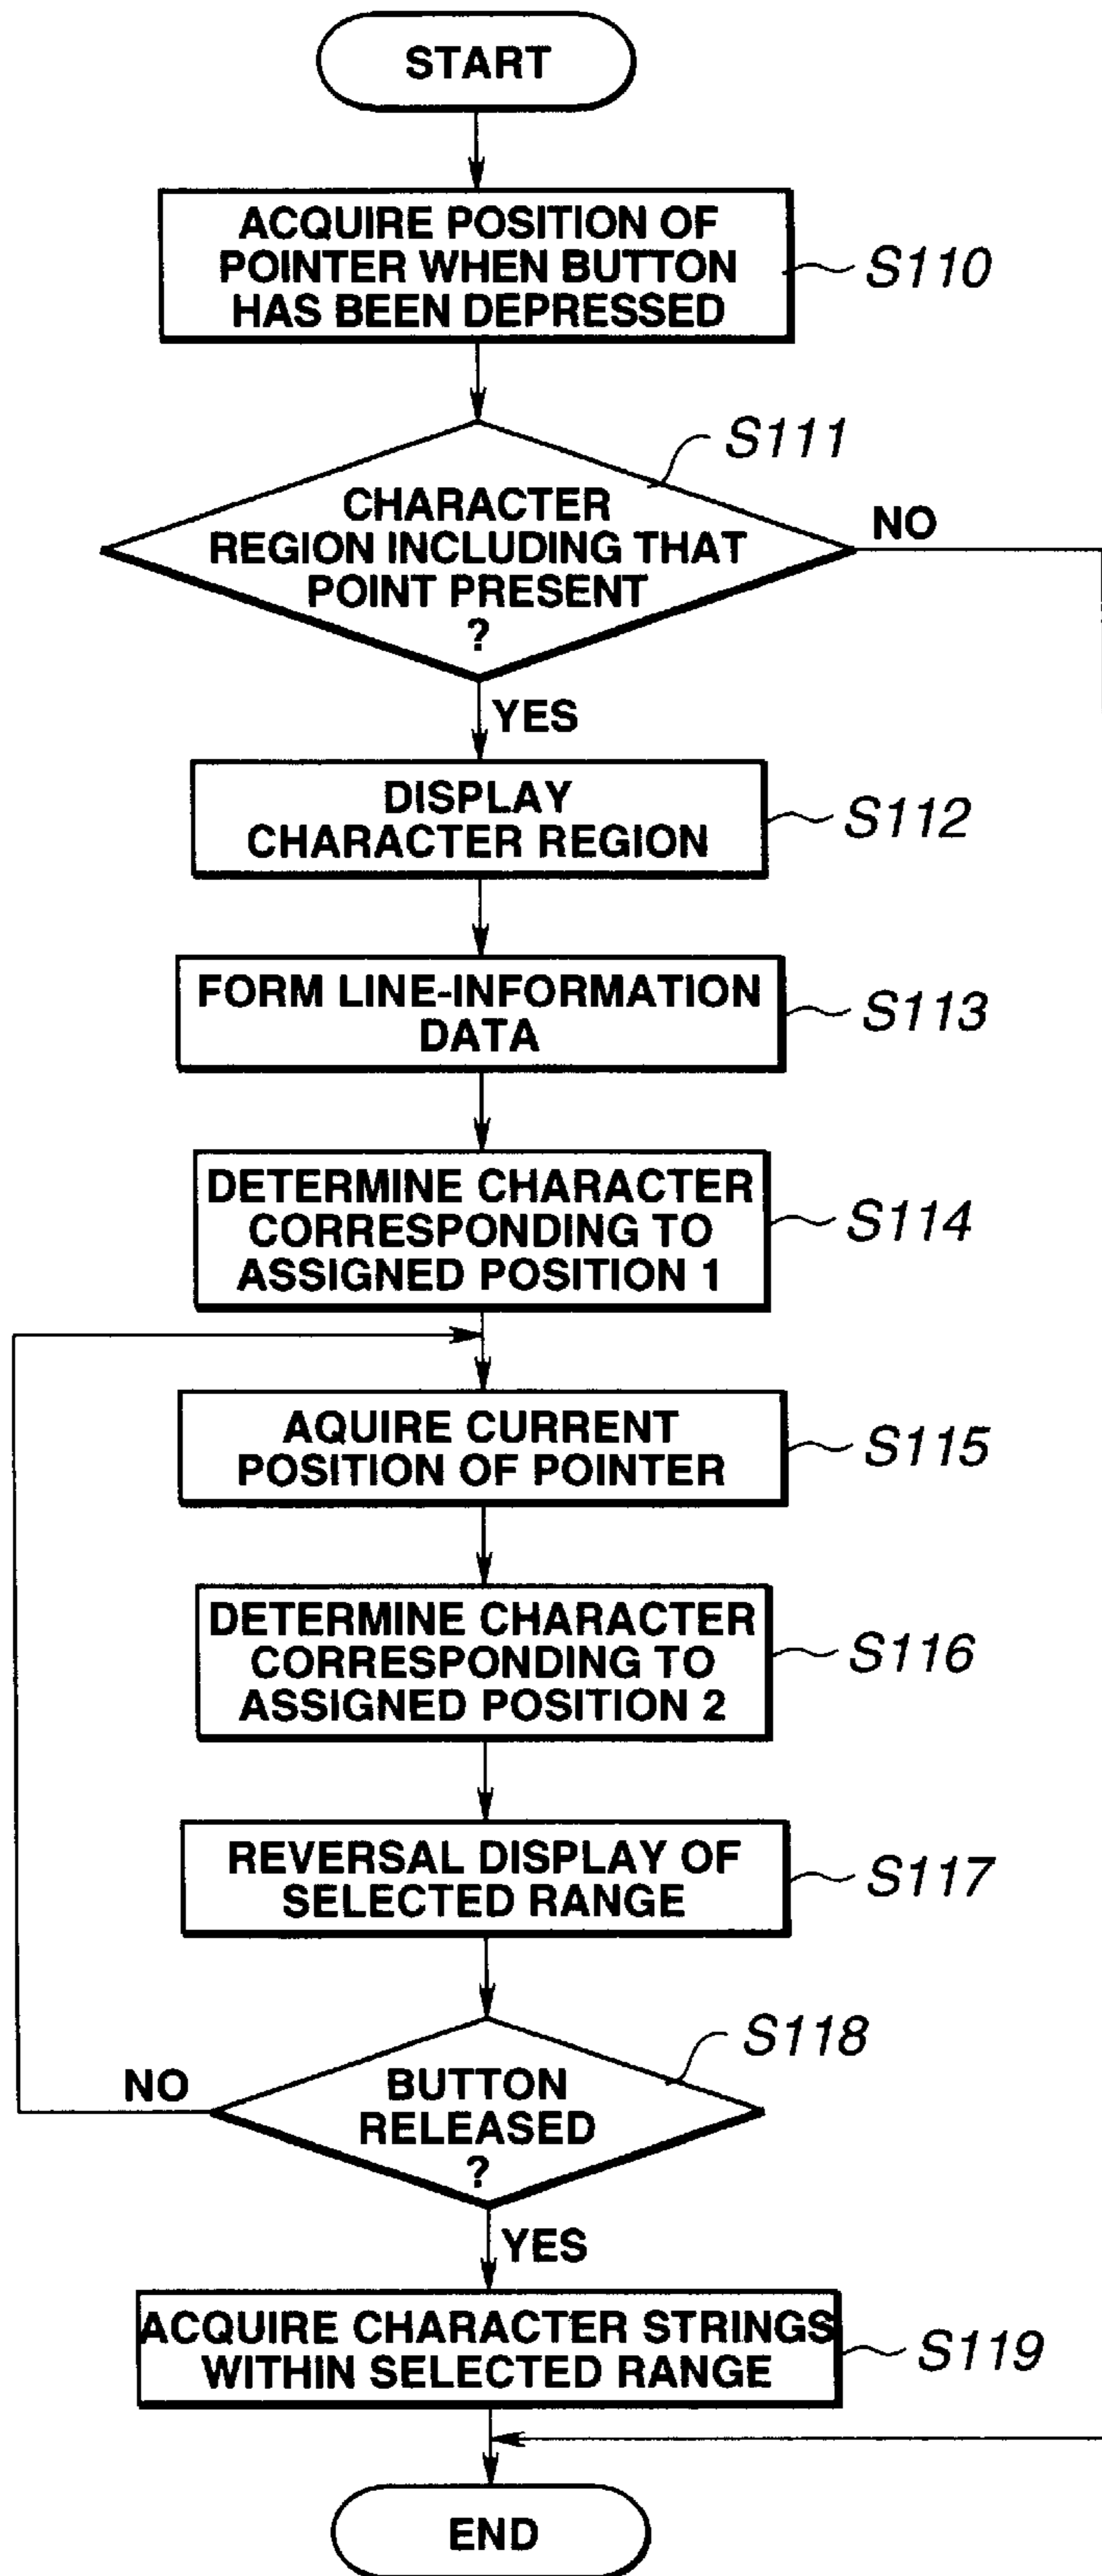 START
ACQUIRE POSITION OF
POINTER WHEN BUTTON
HAS BEEN DEPRESSED
S110
S111
CHARACTER
REGION INCLUDING THAT
POINT PRESENT
?
NO
YES
DISPLAY
CHARACTER REGION
S112
FORM LINE-INFORMATION
DATA
S113
DETERMINE CHARACTER
CORRESPONDING TO
ASSIGNED POSITION 1
S114
AQUIRE CURRENT
POSITION OF POINTER
S115
DETERMINE CHARACTER
CORRESPONDING TO
ASSIGNED POSITION 2
S116
REVERSAL DISPLAY OF
SELECTED RANGE
S117
S118
BUTTON
RELEASED
?
NO
YES
ACQUIRE CHARACTER STRINGS
WITHIN SELECTED RANGE
S119
END